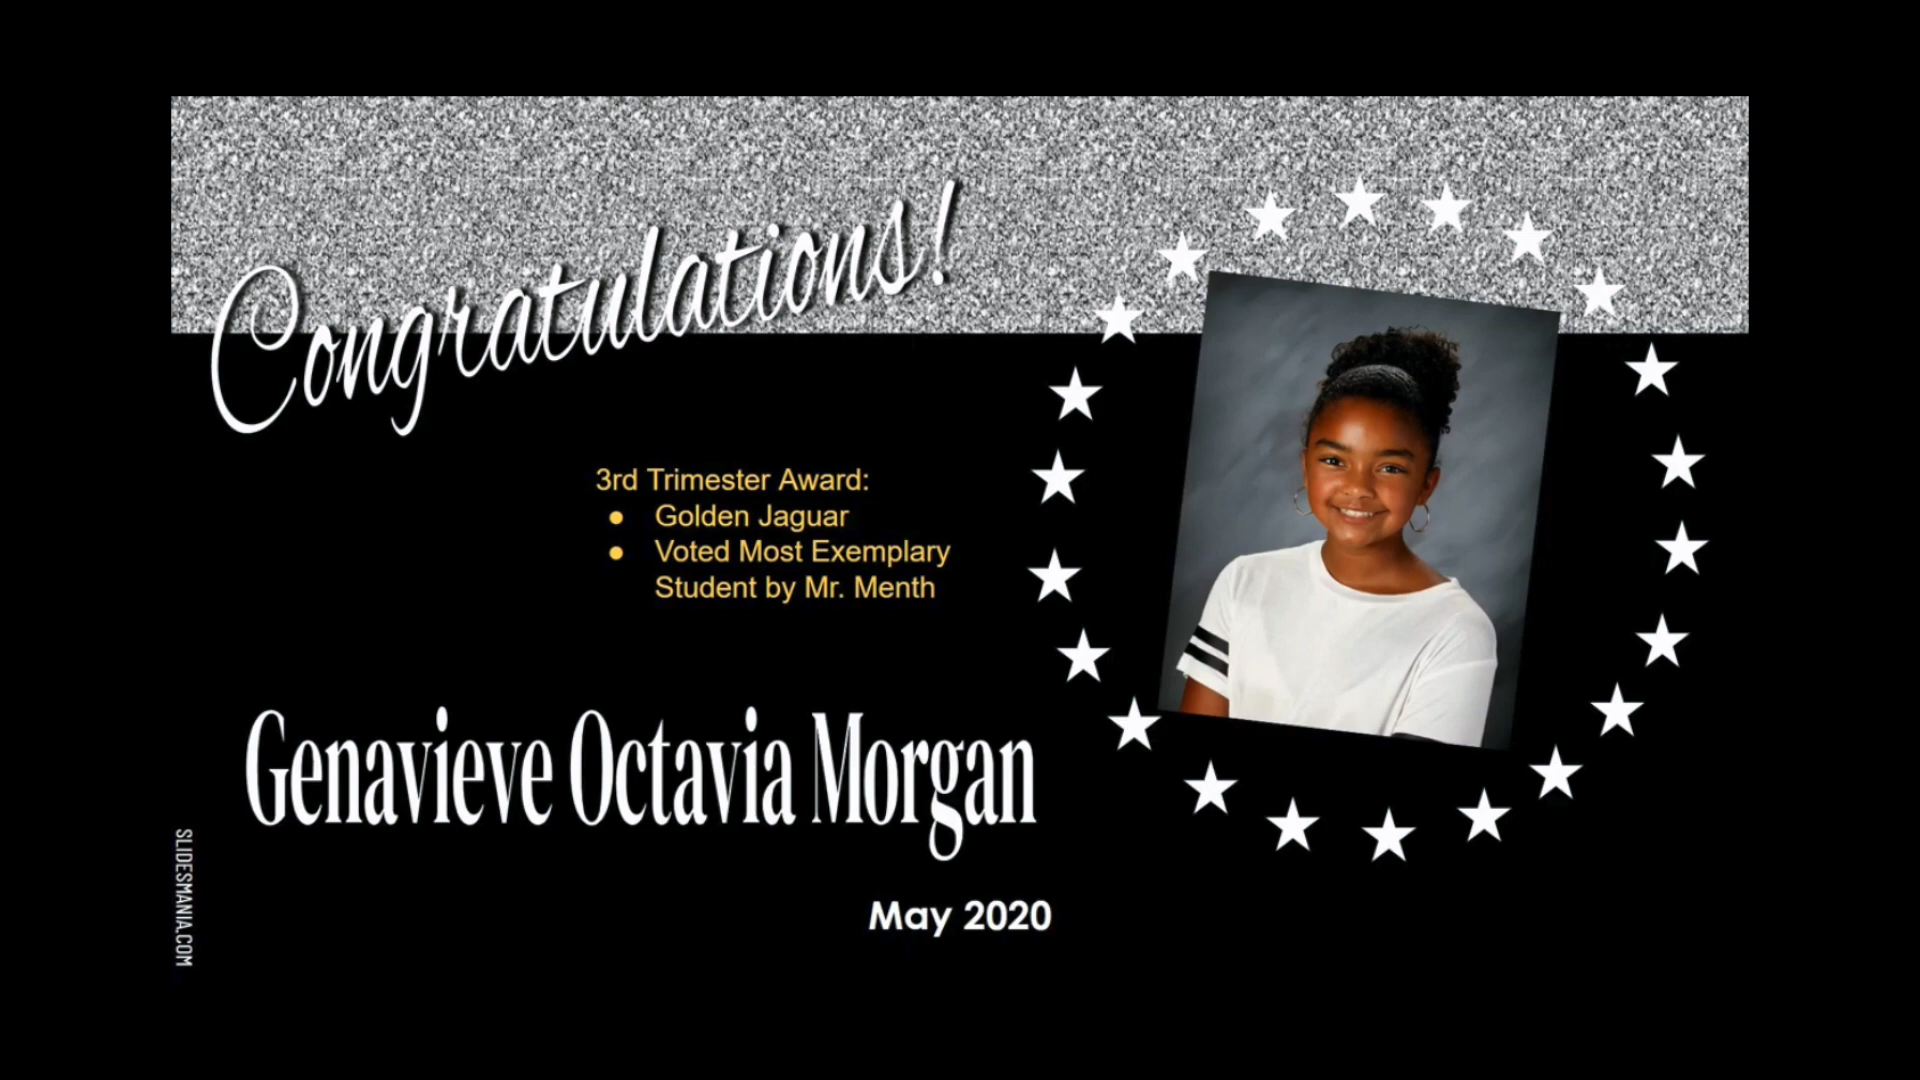 Congratulations!
3rd Trimester Award:
● Golden Jaguar
● Voted Most Exemplary
Student by Mr. Menth
Genavieve Octavia Morgan
May 2020
SLIDESMANIA.COM